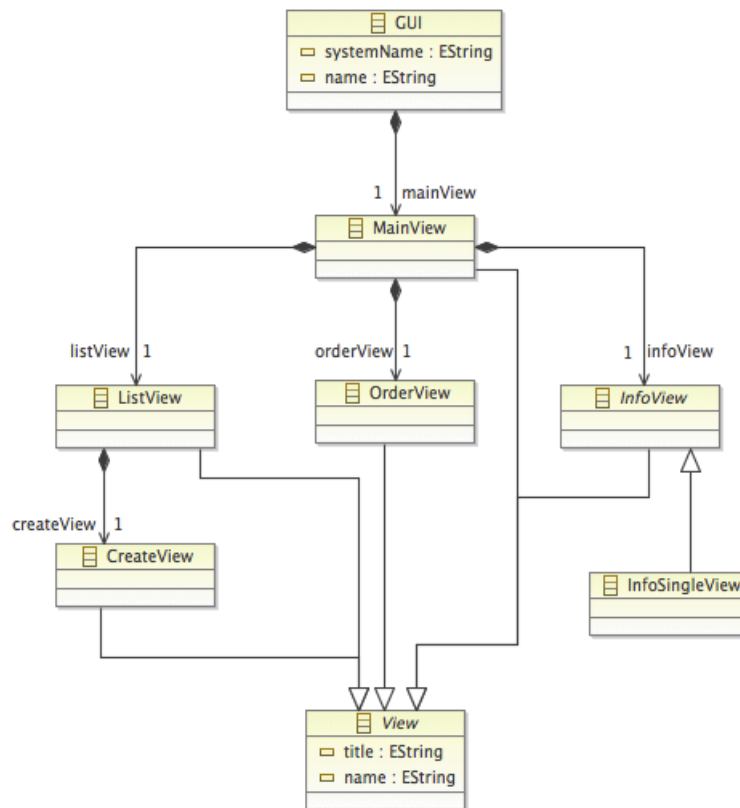 GUI
systemName : EString
name : EString
1 mainView
MainView
listView 1
orderView 1
1 infoView
ListView
OrderView
InfoView
createView 1
CreateView
InfoSingleView
View
title : EString
name : EString